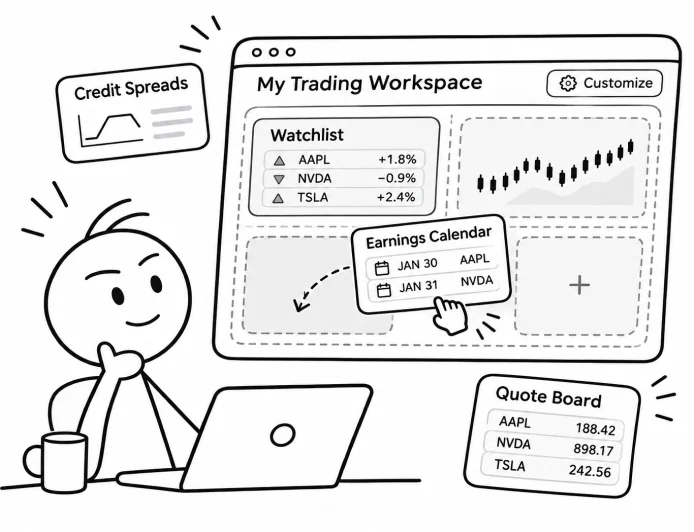 Credit Spreads
My Trading Workspace
Customize
Watchlist
AAPL +1.8%
NVDA −0.9%
TSLA +2.4%
Earnings Calendar
JAN 30 AAPL
JAN 31 NVDA
Quote Board
AAPL 188.42
NVDA 898.17
TSLA 242.56